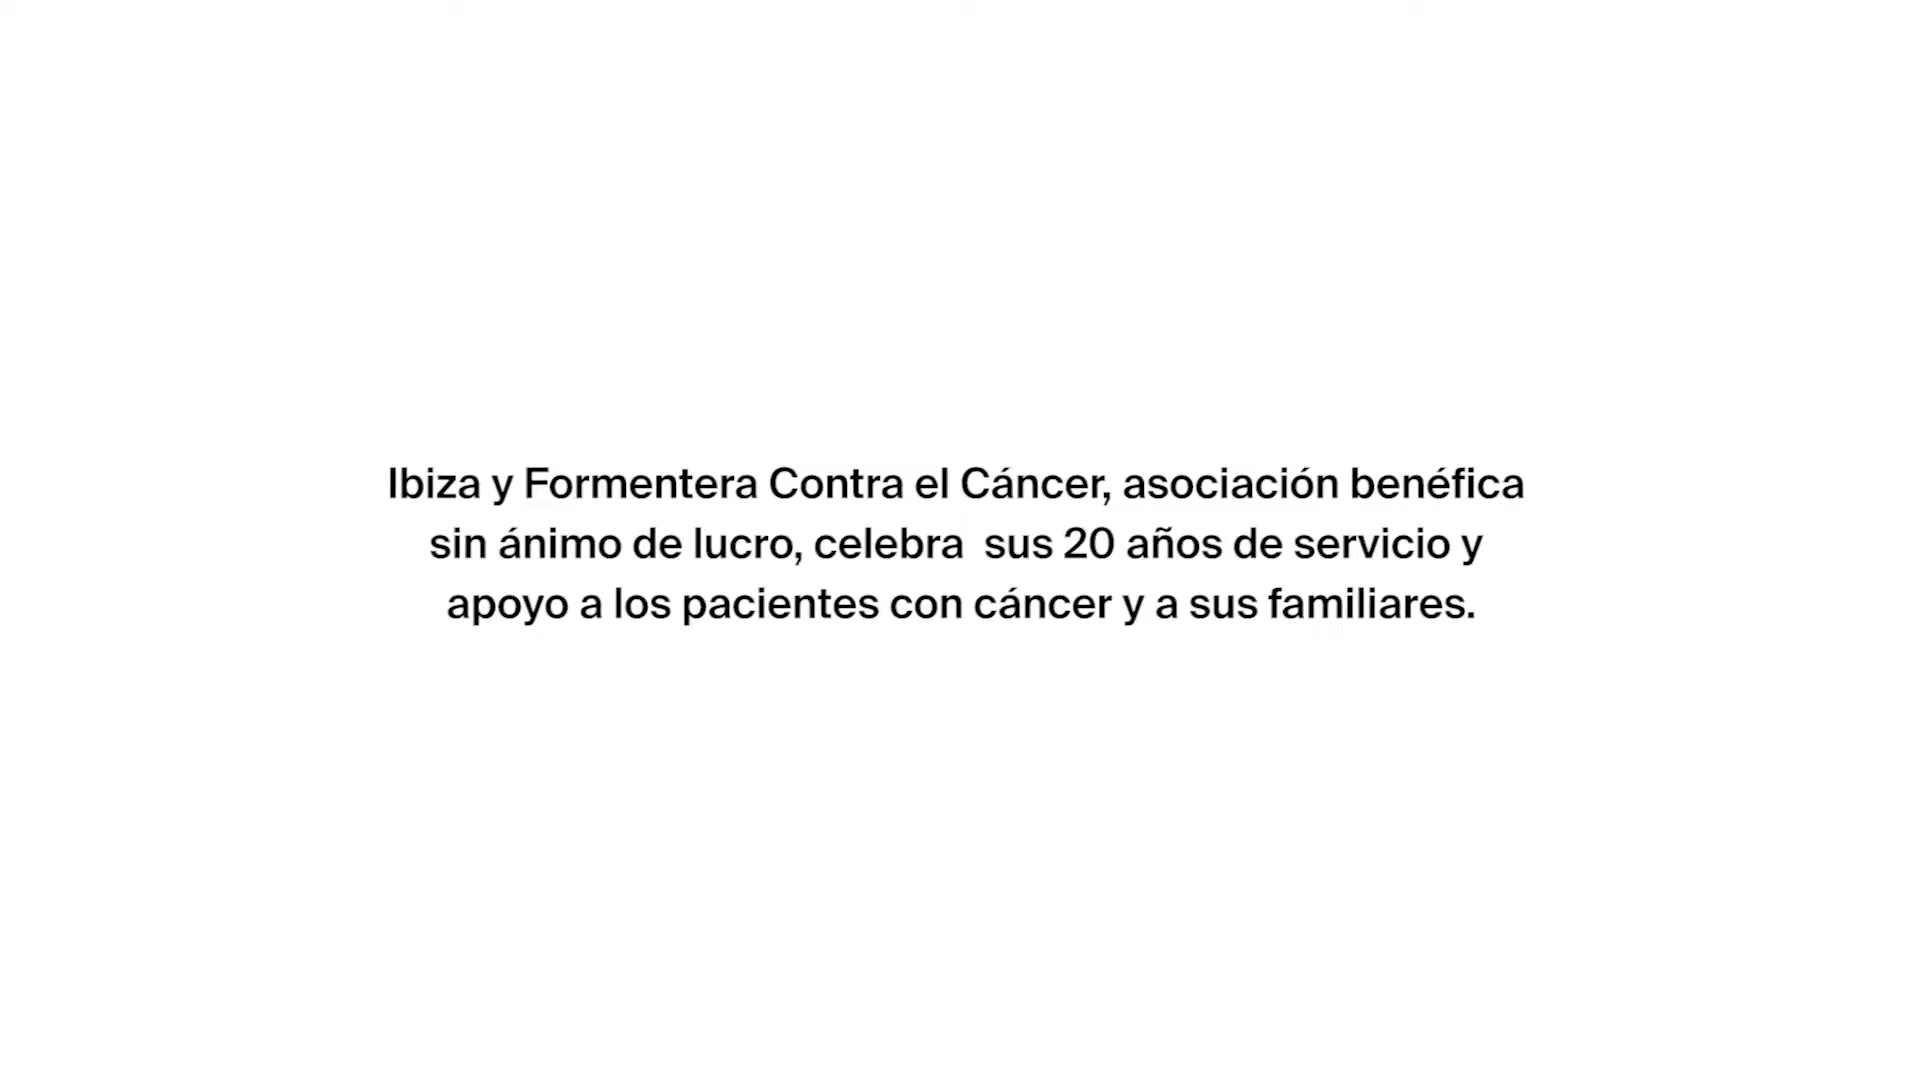 Ibiza y Formentera Contra el Cáncer, asociación benéfica
sin ánimo de lucro, celebra  sus 20 años de servicio y
apoyo a los pacientes con cáncer y a sus familiares.